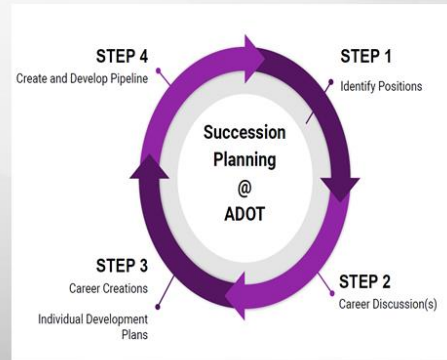 STEP 1
Identify Positions
STEP 2
Career Discussion(s)
STEP 3
Career Creations
Individual Development
Plans
STEP 4
Create and Develop Pipeline
Succession
Planning
@
ADOT